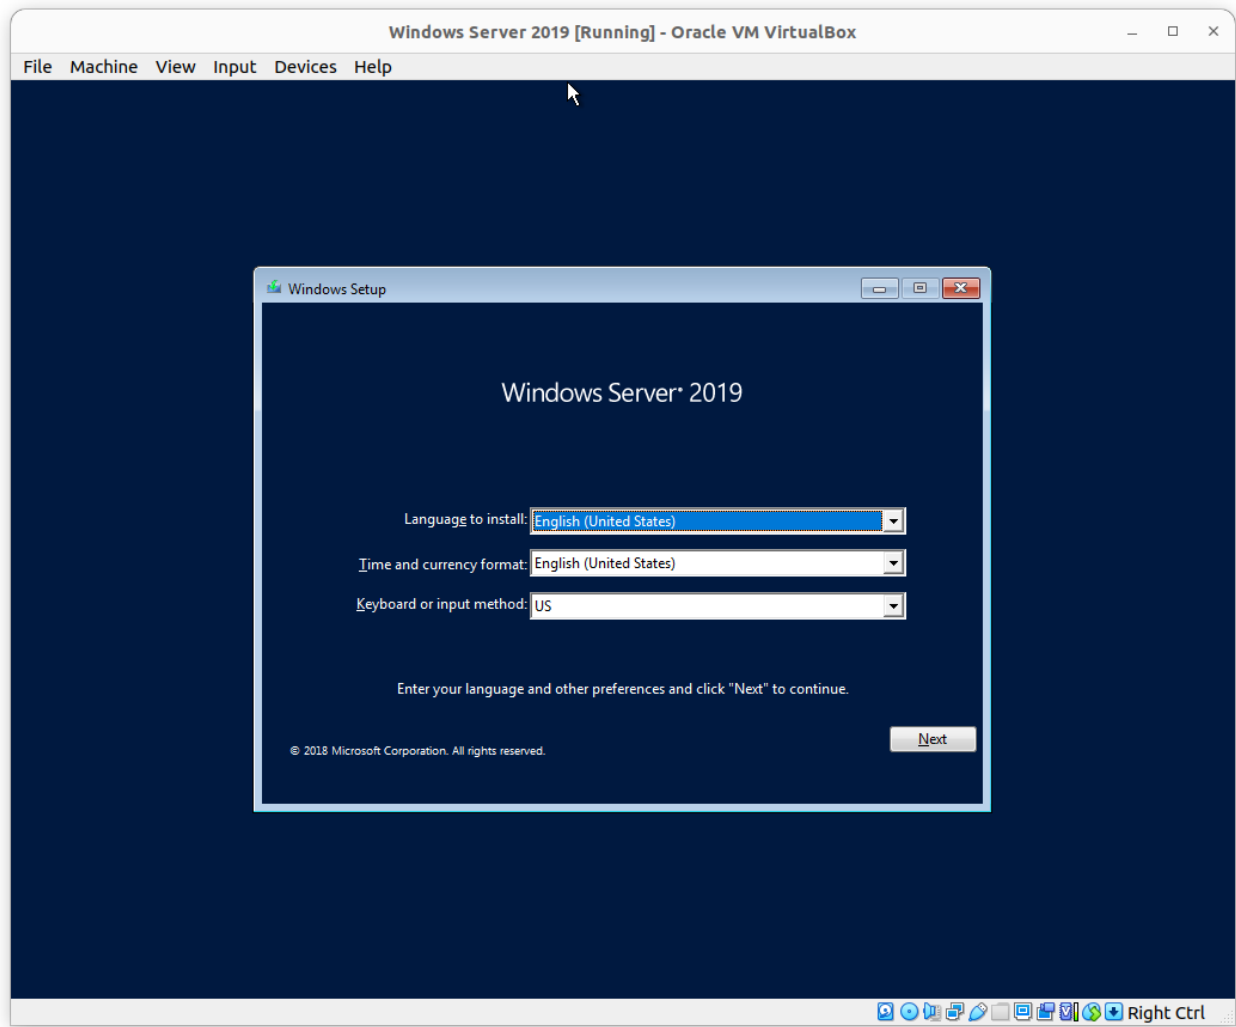 Windows Server 2019 [Running] - Oracle VM VirtualBox
File Machine View Input Devices Help
Windows Setup
Windows Server® 2019
Language to install: English (United States)
Time and currency format: English (United States)
Keyboard or input method: US
Enter your language and other preferences and click "Next" to continue.
Next
© 2018 Microsoft Corporation. All rights reserved.
Right Ctrl